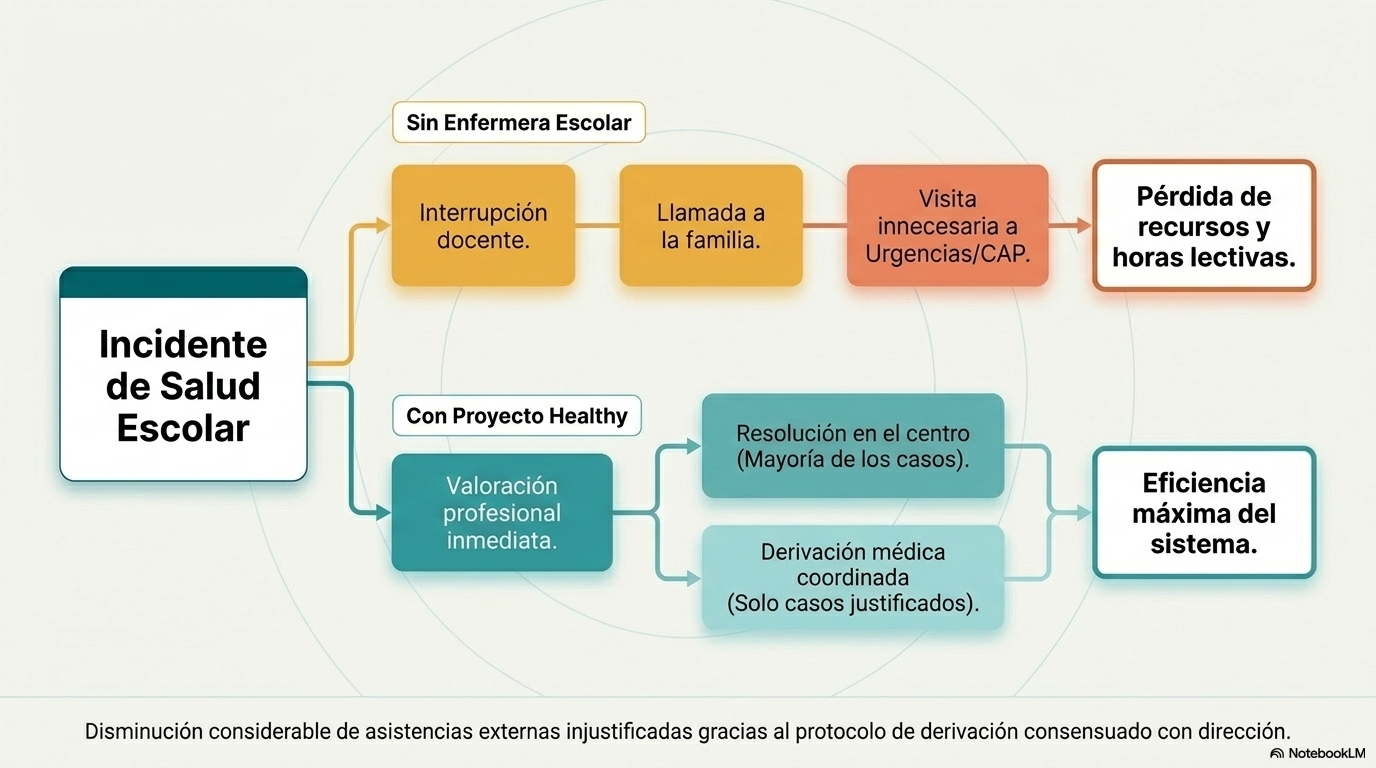 Sin Enfermera Escolar
Interrupción
docente.
Llamada a
la familia.
Visita
innecesaria a
Urgencias/CAP.
Pérdida de
recursos y
horas lectivas.
Incidente
de Salud
Escolar
Con Proyecto Healthy
Valoración
profesional
inmediata.
Resolución en el centro
(Mayoría de los casos).
Derivación médica
coordinada
(Solo casos justificados).
Eficiencia
máxima del
sistema.
Disminución considerable de asistencias externas injustificadas gracias al protocolo de derivación consensuado con dirección.
NotebookLM